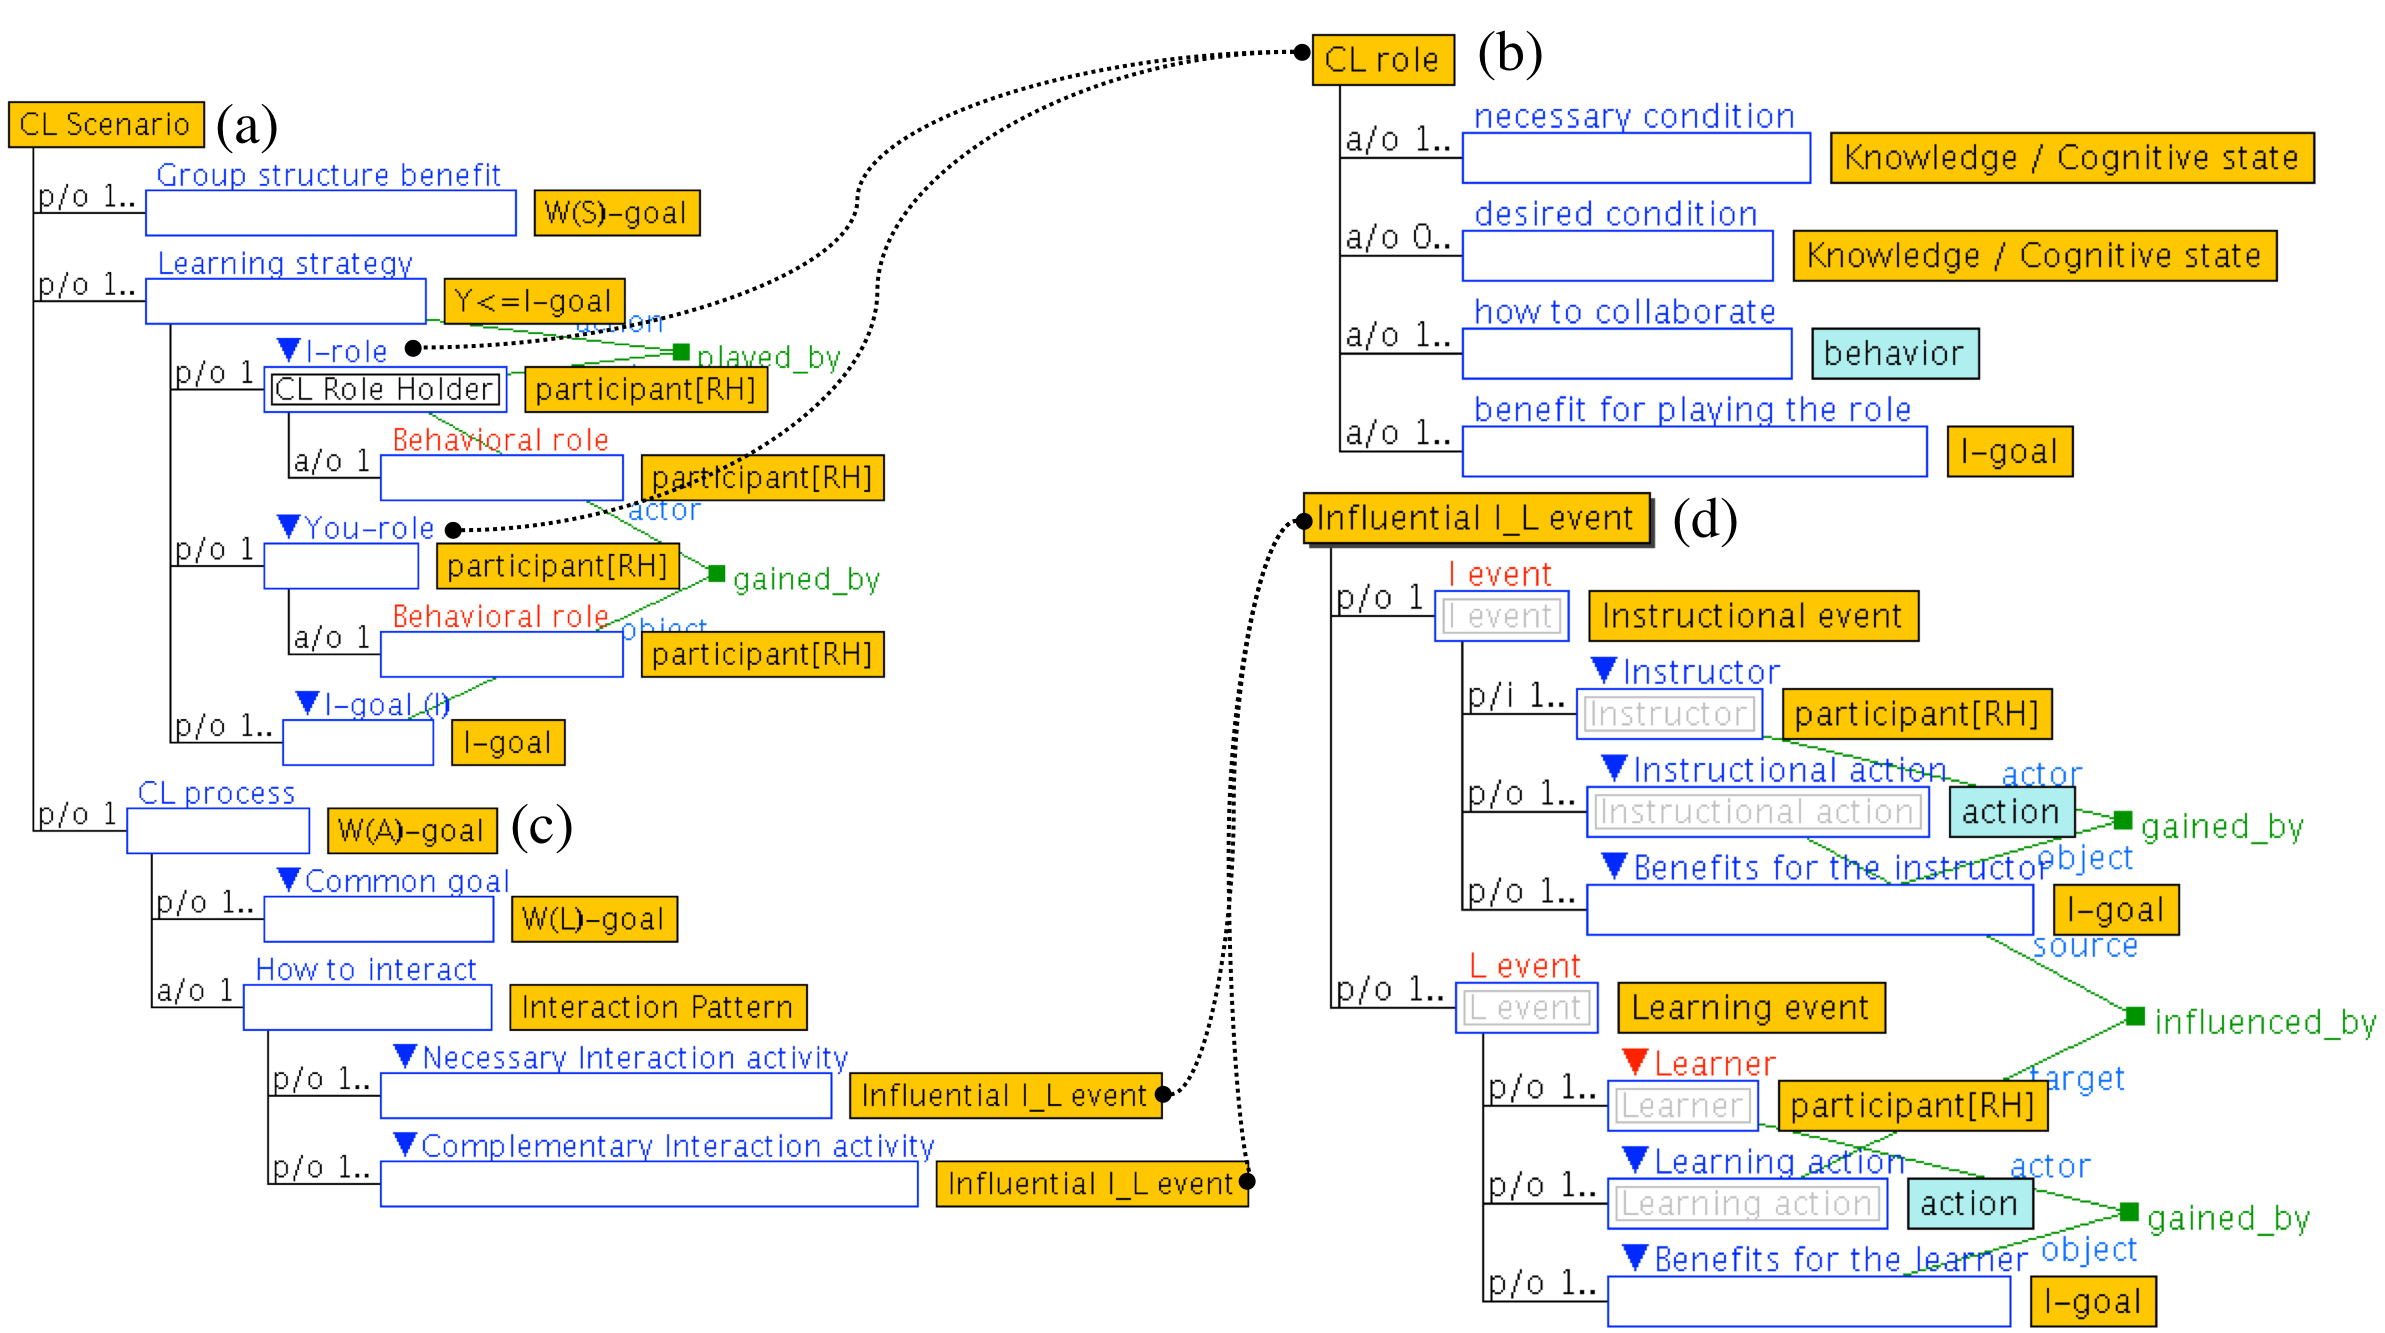 CL Scenario (a)
Group structure benefit
p/o 1.. W(S)-goal
Learning strategy
p/o 1.. Y<=I-goal
action
I-role
played_by
p/o 1 CL Role Holder participant[RH]
Behavioral role
a/o 1 participant[RH]
actor
You-role
p/o 1 participant[RH]
gained_by
Behavioral role
object
a/o 1 participant[RH]
I-goal (I)
p/o 1.. I-goal
CL process
p/o 1 W(A)-goal (c)
Common goal
p/o 1.. W(L)-goal
How to interact
a/o 1 Interaction Pattern
Necessary Interaction activity
p/o 1.. Influential I_L event
Complementary Interaction activity
p/o 1.. Influential I_L event
CL role (b)
necessary condition
a/o 1.. Knowledge / Cognitive state
desired condition
a/o 0.. Knowledge / Cognitive state
how to collaborate
a/o 1.. behavior
benefit for playing the role
a/o 1.. I-goal
Influential I_L event (d)
I event
p/o 1 I event Instructional event
Instructor
p/i 1.. Instructor participant[RH]
Instructional action
actor
p/o 1.. Instructional action action
gained_by
Benefits for the instructor
object
p/o 1.. I-goal
source
L event
p/o 1.. L event Learning event
influenced_by
Learner
target
p/o 1.. Learner participant[RH]
Learning action
actor
p/o 1.. Learning action action
gained_by
Benefits for the learner
object
p/o 1.. I-goal